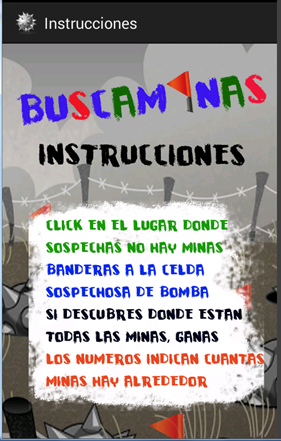 Instrucciones
BUSCAMINAS
INSTRUCCIONES
CLICK EN EL LUGAR DONDE
SOSPECHAS NO HAY MINAS
BANDERAS A LA CELDA
SOSPECHOSA DE BOMBA
SI DESCUBRES DONDE ESTAN
TODAS LAS MINAS, GANAS
LOS NUMEROS INDICAN CUANTAS
MINAS HAY ALREDEDOR